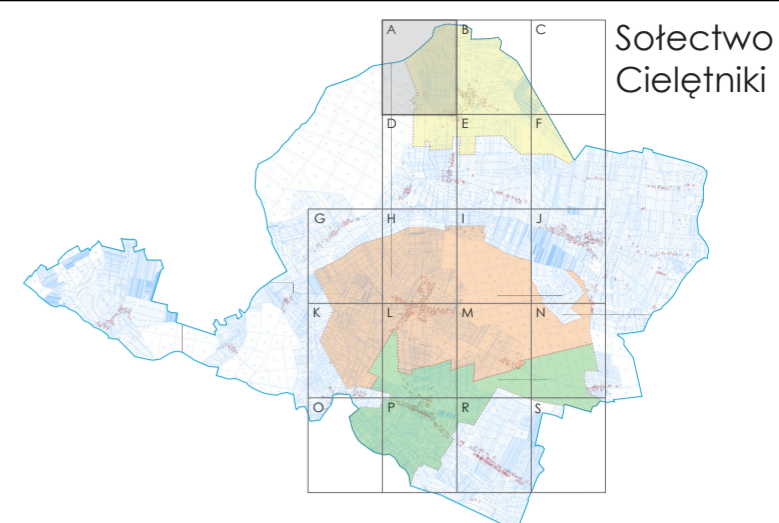 A B C
Sołectwo
Cielętniki
D E F
G H I J
K L M N
O P R S